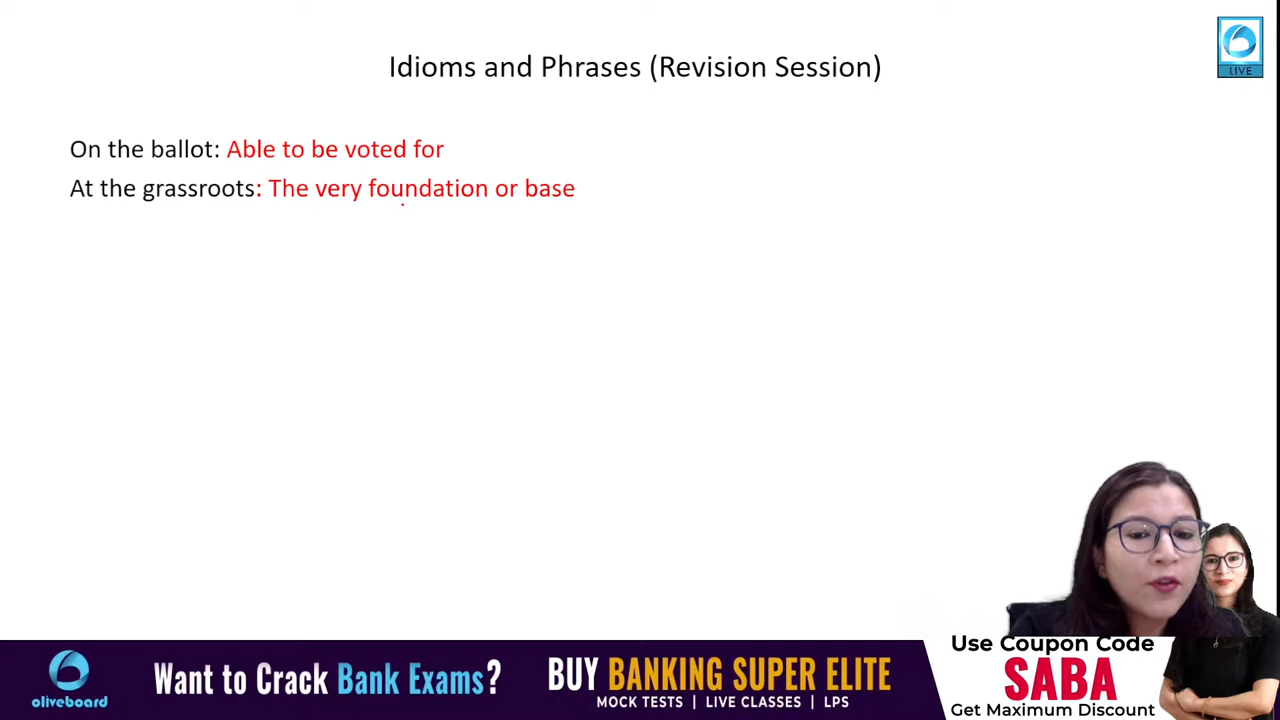 Idioms and Phrases (Revision Session)
LIVE
On the ballot: Able to be voted for
At the grassroots: The very foundation or base
oliveboard
Want to Crack Bank Exams?
BUY BANKING SUPER ELITE
MOCK TESTS | LIVE CLASSES | LPS
Use Coupon Code
SABA
Get Maximum Discount